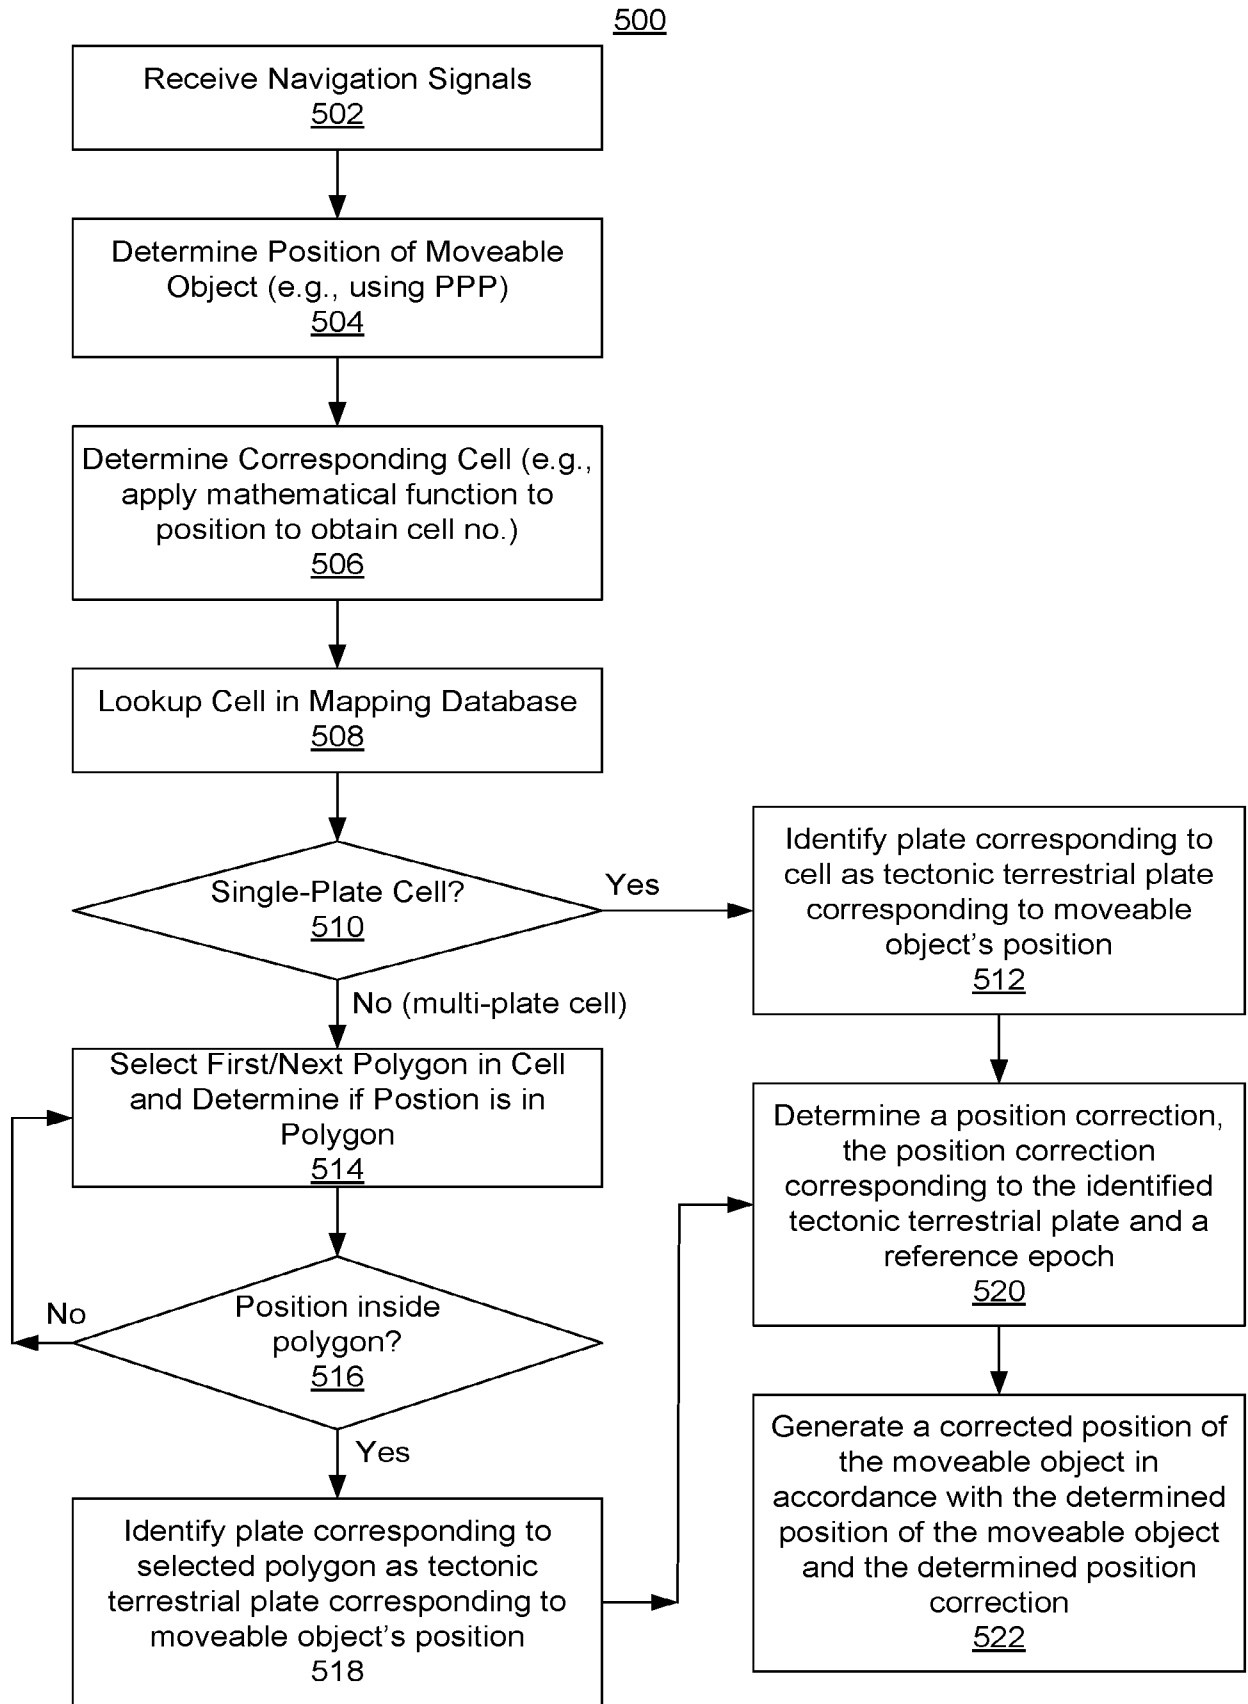 500
Receive Navigation Signals
502
Determine Position of Moveable
Object (e.g., using PPP)
504
Determine Corresponding Cell (e.g.,
apply mathematical function to
position to obtain cell no.)
506
Lookup Cell in Mapping Database
508
Single-Plate Cell?
510
Yes
No (multi-plate cell)
Identify plate corresponding to
cell as tectonic terrestrial plate
corresponding to moveable
object's position
512
Select First/Next Polygon in Cell
and Determine if Postion is in
Polygon
514
Position inside
polygon?
516
No
Yes
Identify plate corresponding to
selected polygon as tectonic
terrestrial plate corresponding to
moveable object's position
518
Determine a position correction,
the position correction
corresponding to the identified
tectonic terrestrial plate and a
reference epoch
520
Generate a corrected position of
the moveable object in
accordance with the determined
position of the moveable object
and the determined position
correction
522